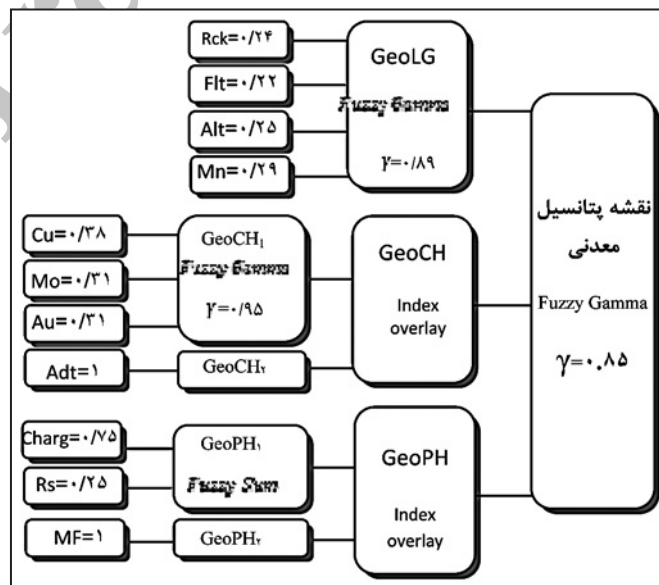 Rck=۰/۲۴
Flt=۰/۲۲
Alt=۰/۲۵
Mn=۰/۲۹
GeoLG
Fuzzy Gamma
γ=۰/۸۹
Cu=۰/۳۸
Mo=۰/۳۱
Au=۰/۳۱
Adt=۱
GeoCH₁
Fuzzy Gamma
γ=۰/۹۵
GeoCH۲
GeoCH
Index
overlay
Charg=۰/۷۵
Rs=۰/۲۵
MF=۱
GeoPH۱
Fuzzy Sum
GeoPH۲
GeoPH
Index
overlay
نقشه پتانسیل
معدنی
Fuzzy Gamma
γ=۰.۸۵